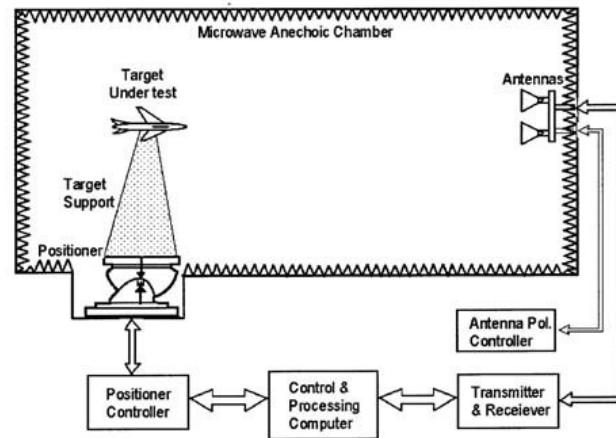 Microwave Anechoic Chamber
Target
Under test
Antennas
Target
Support
Positioner
Antenna Pol.
Controller
Positioner
Controller
Control &
Processing
Computer
Transmitter
& Receiever